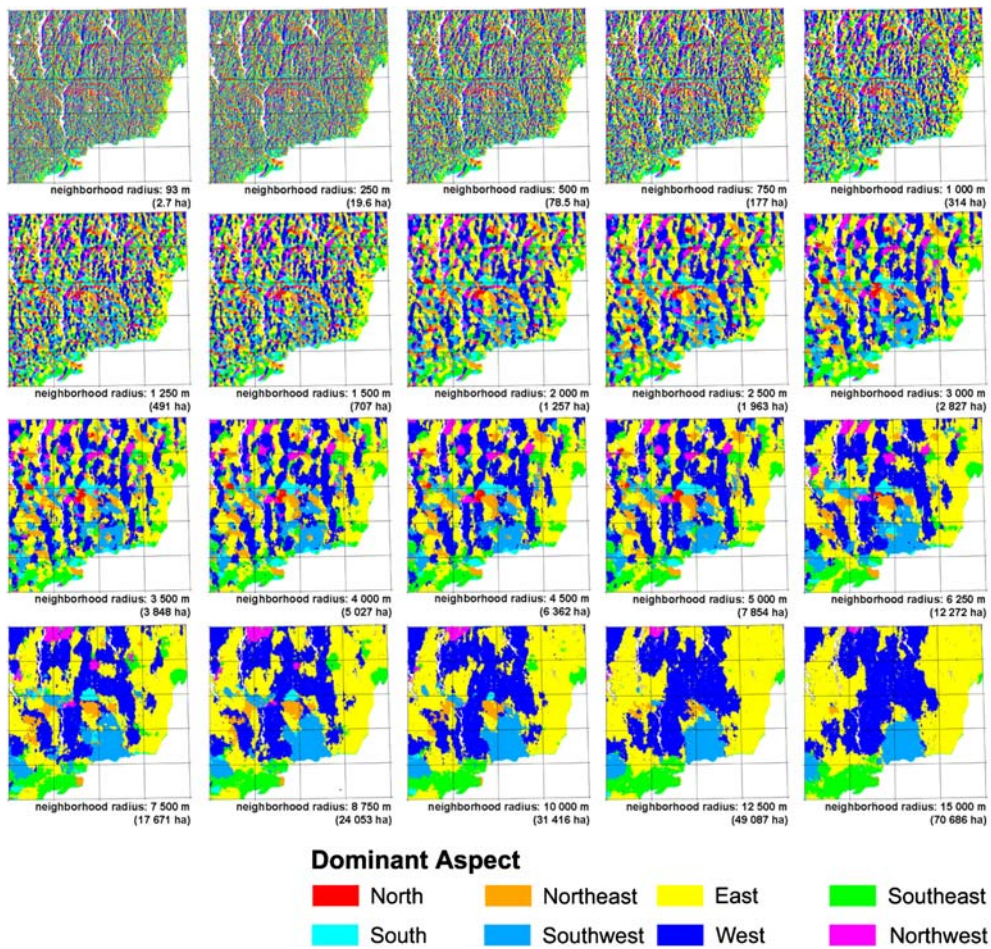 neighborhood radius: 93 m
(2.7 ha)
neighborhood radius: 250 m
(19.6 ha)
neighborhood radius: 500 m
(78.5 ha)
neighborhood radius: 750 m
(177 ha)
neighborhood radius: 1 000 m
(314 ha)
neighborhood radius: 1 250 m
(491 ha)
neighborhood radius: 1 500 m
(707 ha)
neighborhood radius: 2 000 m
(1 257 ha)
neighborhood radius: 2 500 m
(1 963 ha)
neighborhood radius: 3 000 m
(2 827 ha)
neighborhood radius: 3 500 m
(3 848 ha)
neighborhood radius: 4 000 m
(5 027 ha)
neighborhood radius: 4 500 m
(6 362 ha)
neighborhood radius: 5 000 m
(7 854 ha)
neighborhood radius: 6 250 m
(12 272 ha)
neighborhood radius: 7 500 m
(17 671 ha)
neighborhood radius: 8 750 m
(24 053 ha)
neighborhood radius: 10 000 m
(31 416 ha)
neighborhood radius: 12 500 m
(49 087 ha)
neighborhood radius: 15 000 m
(70 686 ha)
Dominant Aspect
North Northeast East Southeast
South Southwest West Northwest